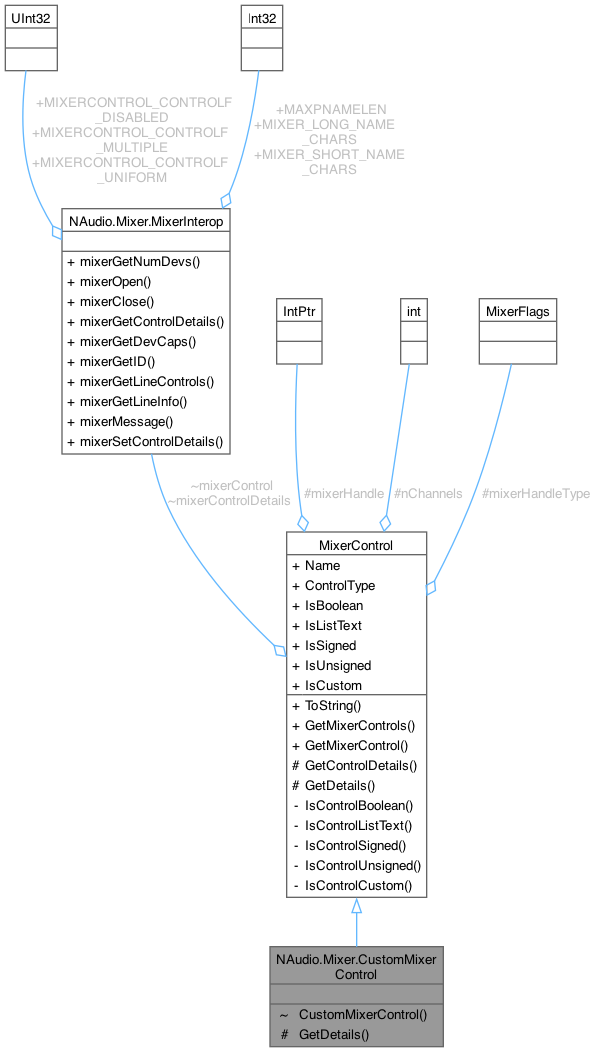 UInt32
Int32
+MIXERCONTROL_CONTROLF
_DISABLED
+MIXERCONTROL_CONTROLF
_MULTIPLE
+MIXERCONTROL_CONTROLF
_UNIFORM
+MAXPNAMELEN
+MIXER_LONG_NAME
_CHARS
+MIXER_SHORT_NAME
_CHARS
NAudio.Mixer.MixerInterop
+ mixerGetNumDevs()
+ mixerOpen()
+ mixerClose()
+ mixerGetControlDetails()
+ mixerGetDevCaps()
+ mixerGetID()
+ mixerGetLineControls()
+ mixerGetLineInfo()
+ mixerMessage()
+ mixerSetControlDetails()
IntPtr
int
MixerFlags
~mixerControl
~mixerControlDetails
#mixerHandle
#nChannels
#mixerHandleType
MixerControl
+ Name
+ ControlType
+ IsBoolean
+ IsListText
+ IsSigned
+ IsUnsigned
+ IsCustom
+ ToString()
+ GetMixerControls()
+ GetMixerControl()
# GetControlDetails()
# GetDetails()
- IsControlBoolean()
- IsControlListText()
- IsControlSigned()
- IsControlUnsigned()
- IsControlCustom()
NAudio.Mixer.CustomMixer
Control
~ CustomMixerControl()
# GetDetails()